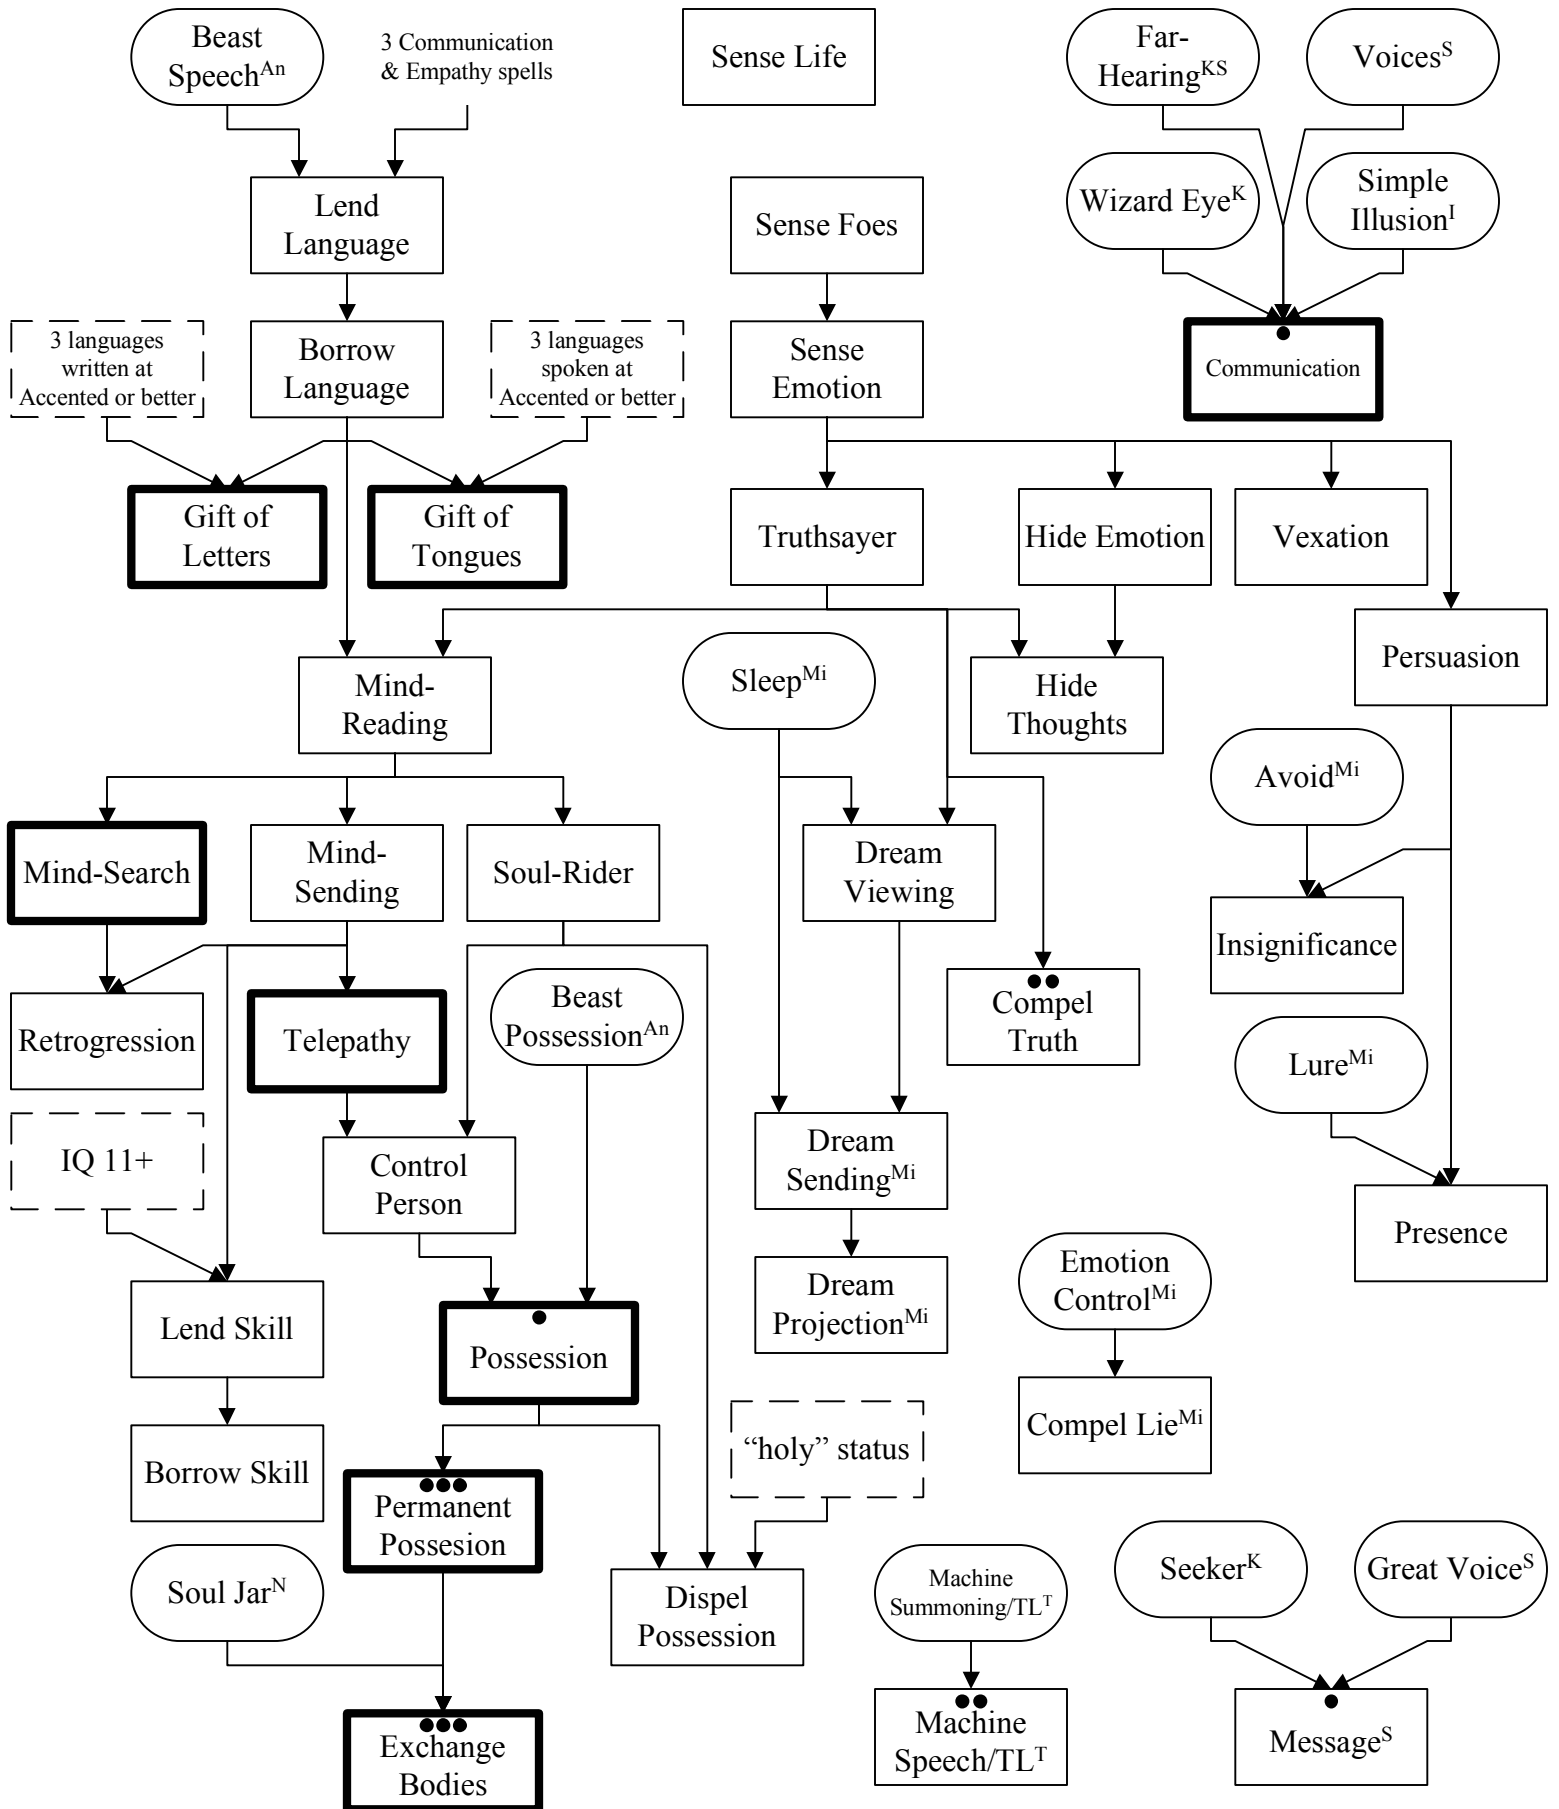 Beast
Speech^An
3 Communication
& Empathy spells
Sense Life
Far-
Hearing^KS
Voices^S
Lend
Language
Sense Foes
Wizard Eye^K
Simple
Illusion^I
3 languages
written at
Accented or better
Borrow
Language
3 languages
spoken at
Accented or better
Sense
Emotion
Communication
Gift of
Letters
Gift of
Tongues
Truthsayer
Hide Emotion
Vexation
Mind-
Reading
Sleep^Mi
Hide
Thoughts
Persuasion
Avoid^Mi
Mind-Search
Mind-
Sending
Soul-Rider
Dream
Viewing
Insignificance
Retrogression
Telepathy
Beast
Possession^An
Compel
Truth
Lure^Mi
IQ 11+
Control
Person
Dream
Sending^Mi
Presence
Lend Skill
Possession
Dream
Projection^Mi
Emotion
Control^Mi
Borrow Skill
“holy” status
Compel Lie^Mi
Permanent
Possesion
Soul Jar^N
Dispel
Possession
Machine
Summoning/TL^T
Seeker^K
Great Voice^S
Exchange
Bodies
Machine
Speech/TL^T
Message^S